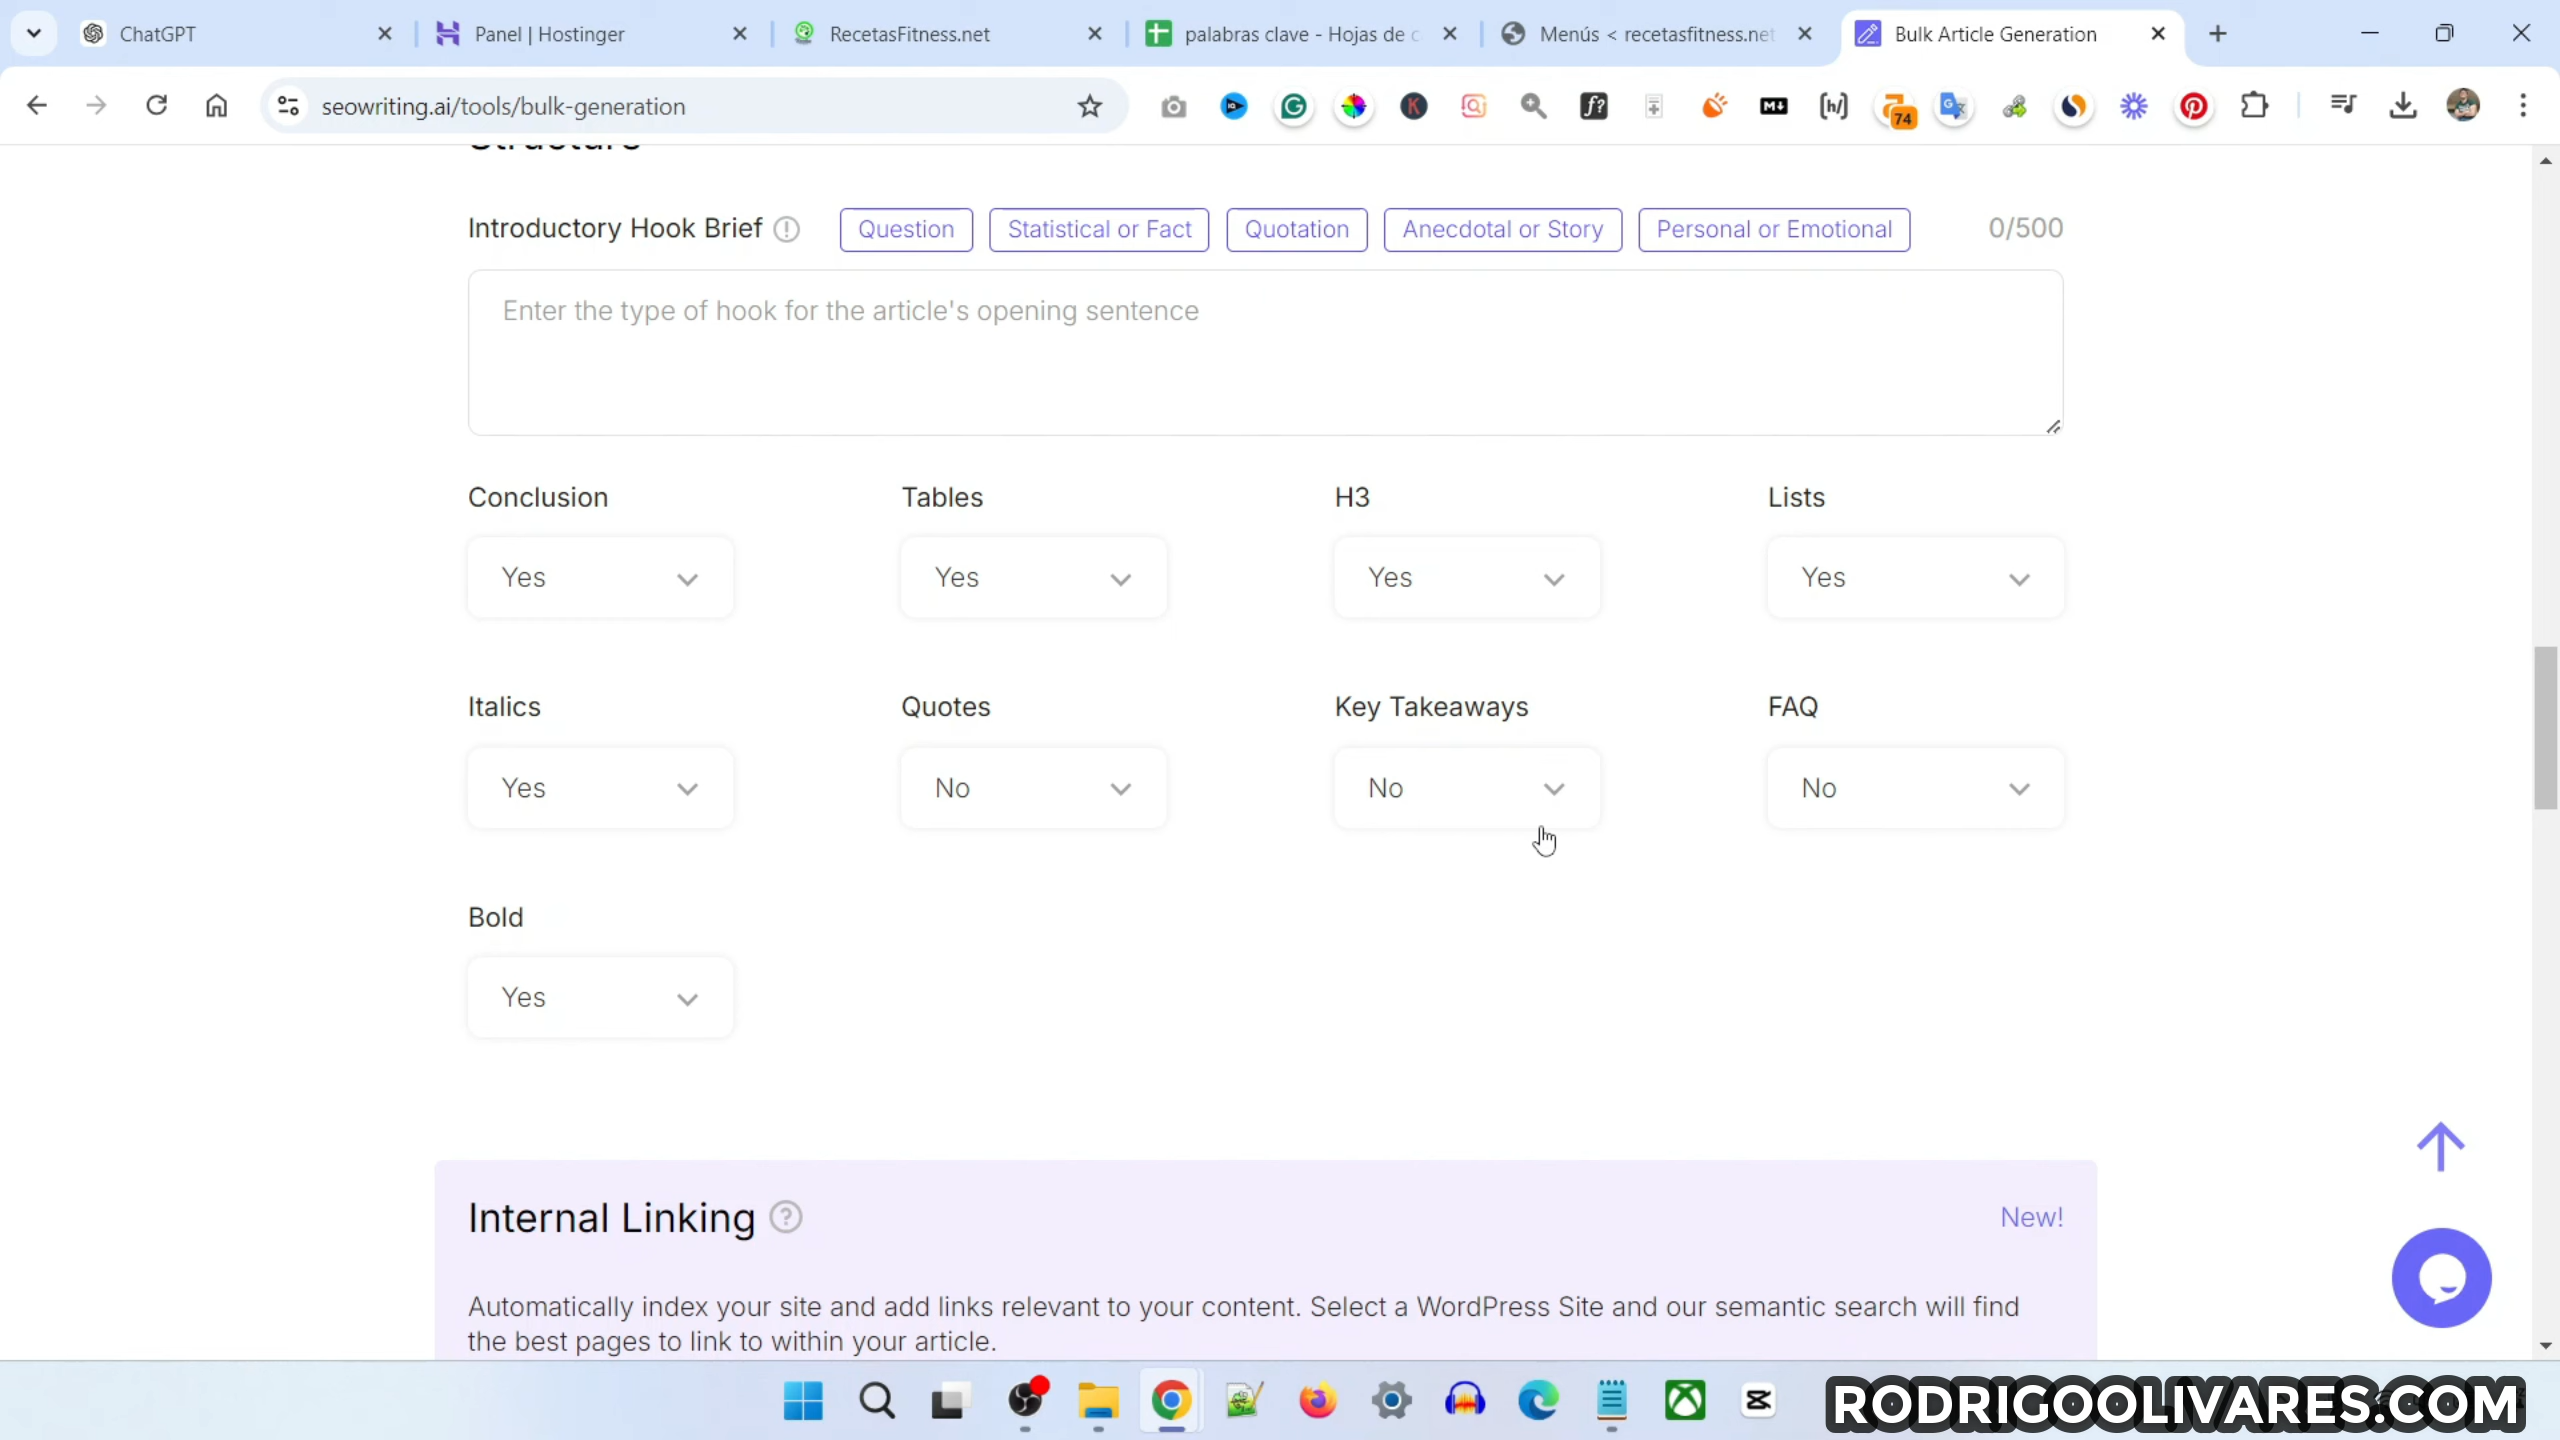 ChatGPT
Panel | Hostinger
RecetasFitness.net
palabras clave - Hojas de c
Menús < recetasfitness.net
Bulk Article Generation
seowriting.ai/tools/bulk-generation
74
Structure
Introductory Hook Brief
Question
Statistical or Fact
Quotation
Anecdotal or Story
Personal or Emotional
0/500
Enter the type of hook for the article's opening sentence
Conclusion
Tables
H3
Lists
Yes
Yes
Yes
Yes
Italics
Quotes
Key Takeaways
FAQ
Yes
No
No
No
Bold
Yes
Internal Linking
New!
Automatically index your site and add links relevant to your content. Select a WordPress Site and our semantic search will find
the best pages to link to within your article.
RODRIGOOLIVARES.COM